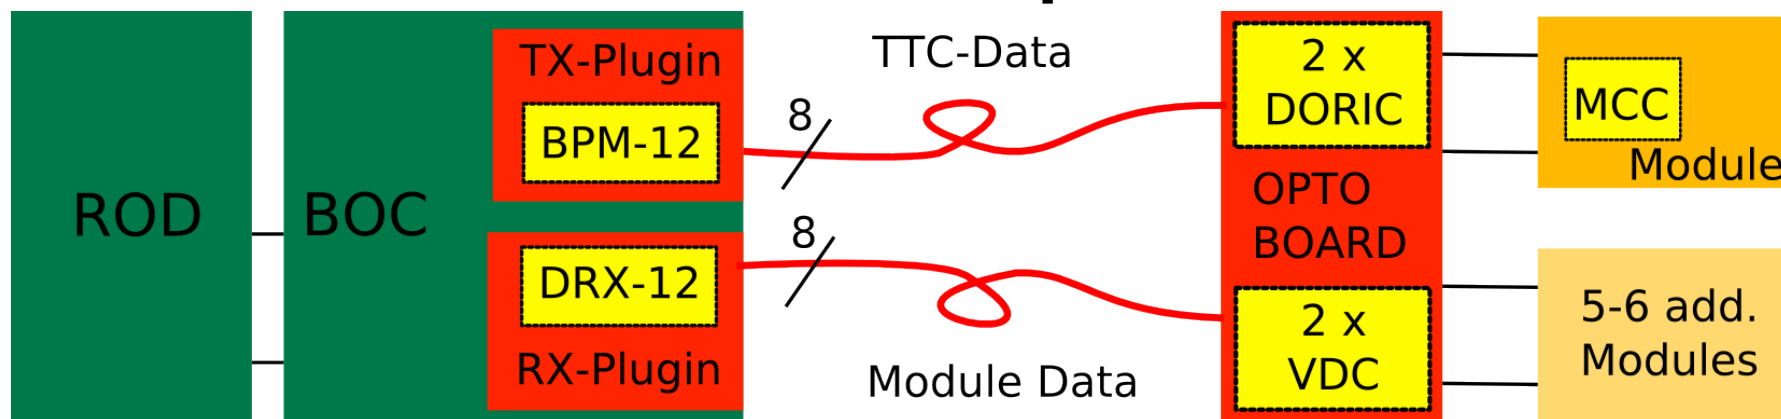 ROD
BOC
TX-Plugin
BPM-12
DRX-12
RX-Plugin
TTC-Data
8
8
Module Data
2 x
DORIC
OPTO
BOARD
2 x
VDC
MCC
Module
5-6 add.
Modules